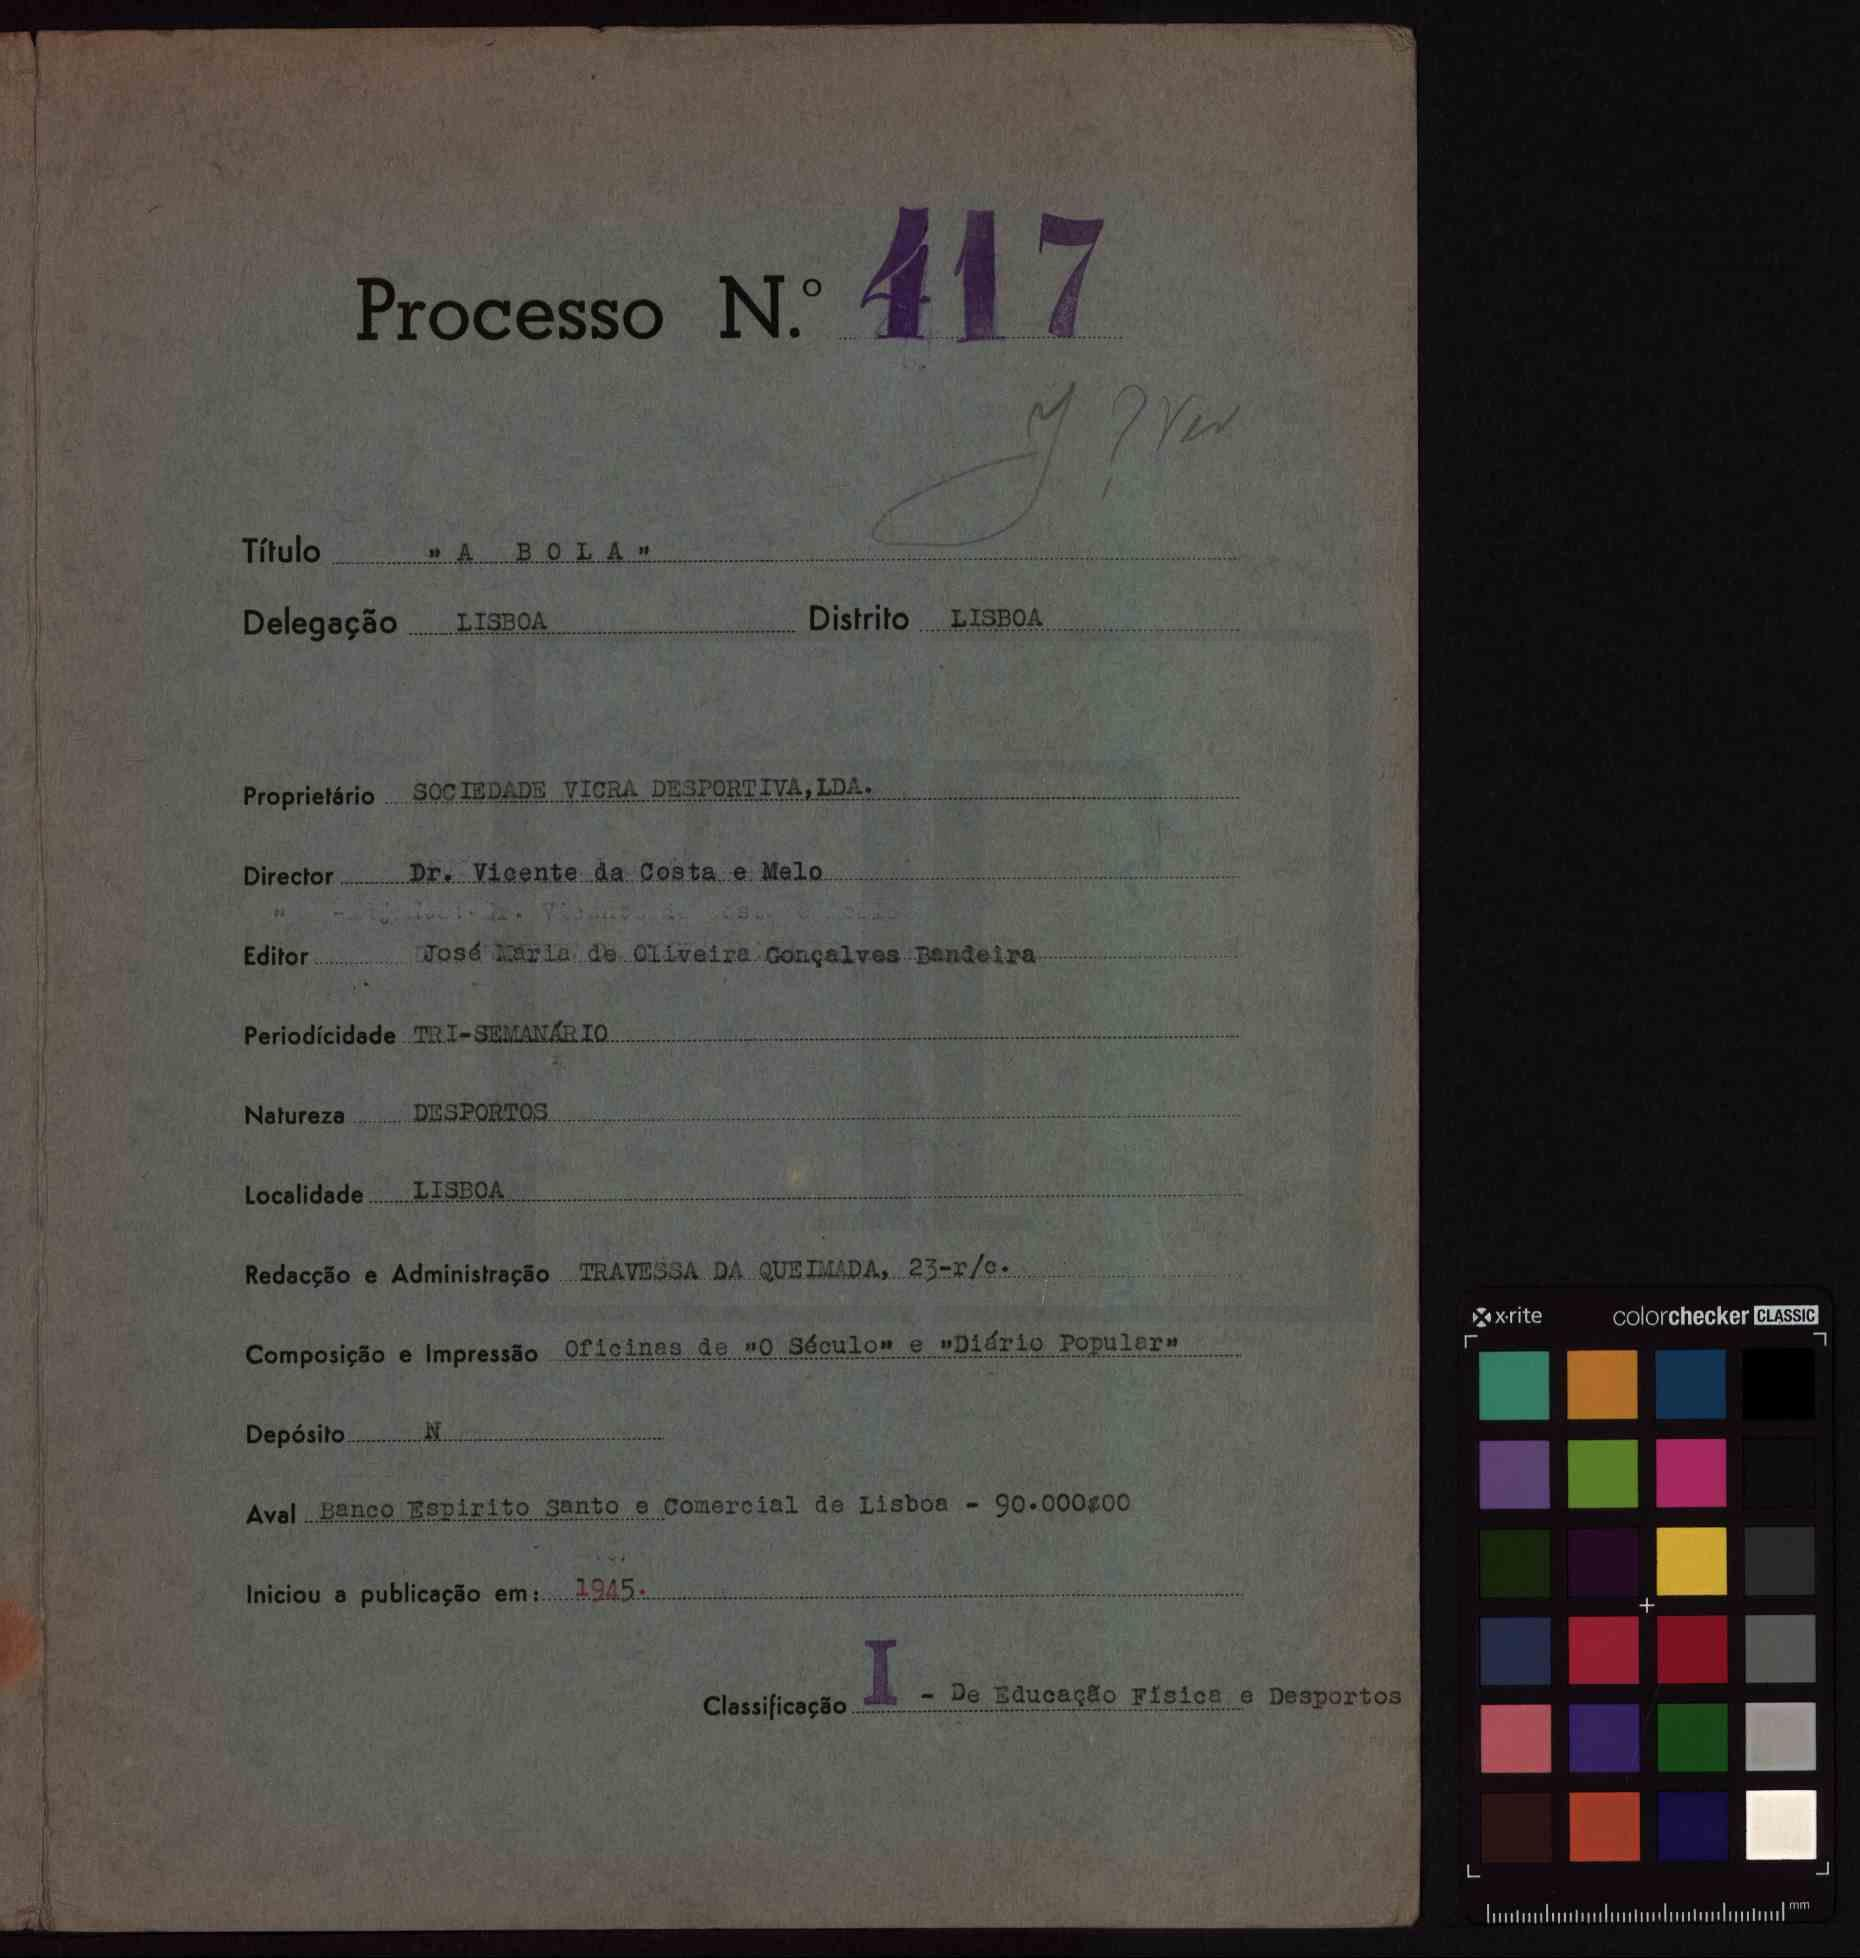 Processo N.º 417
? Ver
Título "A BOLA"
Delegação LISBOA Distrito LISBOA
Proprietário SOCIEDADE VICRA DESPORTIVA,LDA.
Director Dr. Vicente da Costa e Melo
Editor José Maria de Oliveira Gonçalves Bandeira
Periodícidade TRI-SEMANÁRIO
Natureza DESPORTOS
Localidade LISBOA
Redacção e Administração TRAVESSA DA QUEIMADA, 23-r/c.
Composição e Impressão Oficinas de "O Século" e "Diário Popular"
Depósito N
Aval Banco Espirito Santo e Comercial de Lisboa - 90.000$00
Iniciou a publicação em: 1945.
Classificação I - De Educação Física e Desportos
x-rite colorchecker CLASSIC
mm